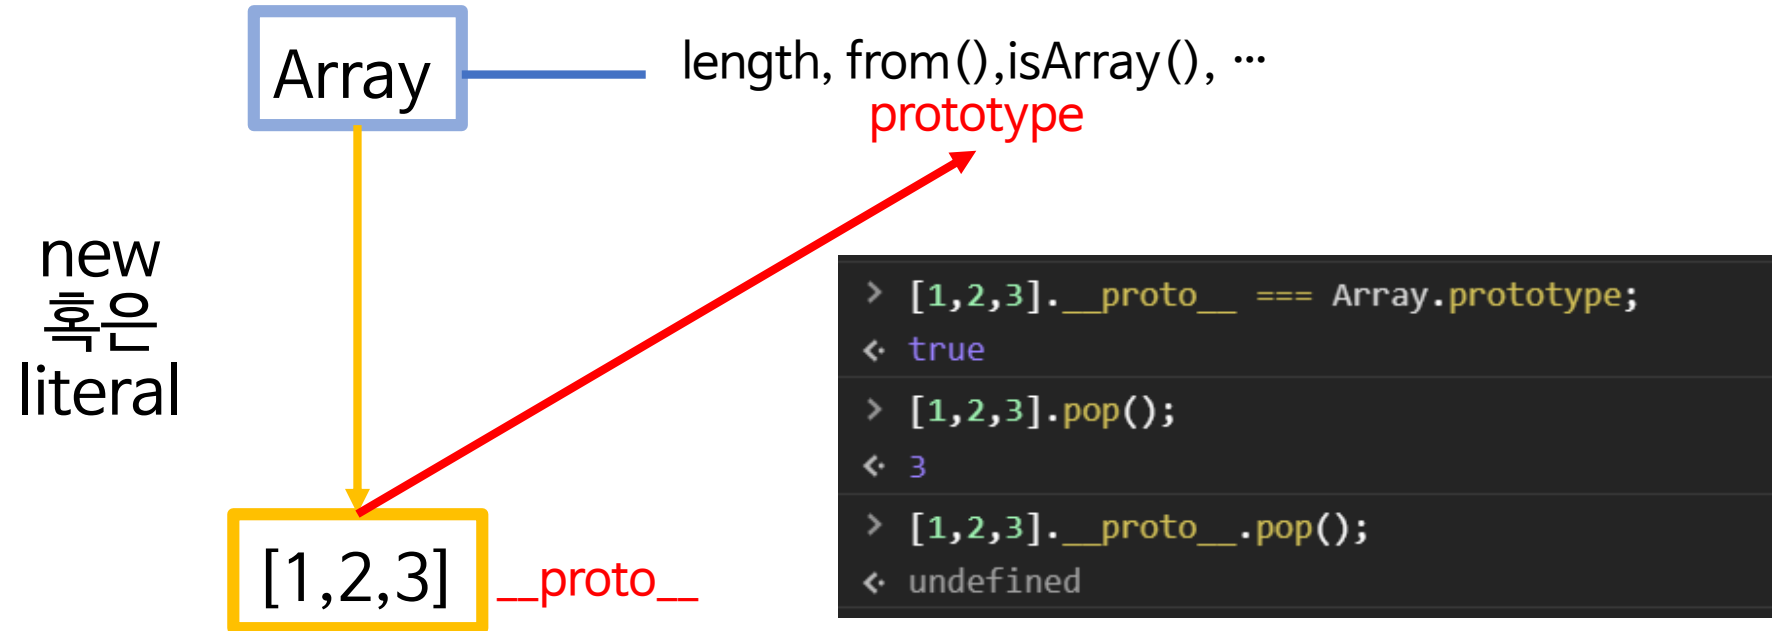 Array
length, from(),isArray(), ···
prototype
new
혹은
literal
[1,2,3]
__proto__
> [1,2,3].__proto__ === Array.prototype;
<· true
> [1,2,3].pop();
<· 3
> [1,2,3].__proto__.pop();
<· undefined